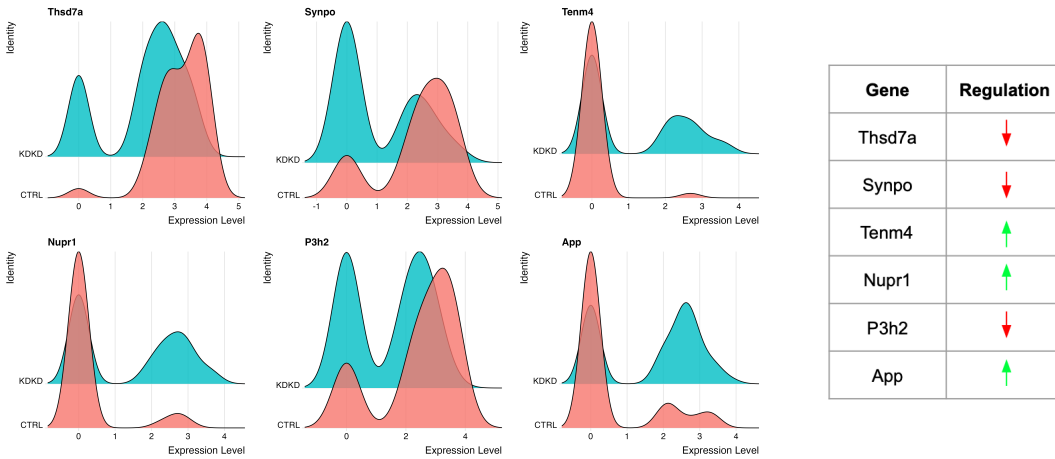 Thsd7a
Identity
KDKD
CTRL
0 1 2 3 4 5
Expression Level
Synpo
Identity
KDKD
CTRL
-1 0 1 2 3 4 5
Expression Level
Tenm4
Identity
KDKD
CTRL
0 1 2 3 4
Expression Level
Nupr1
Identity
KDKD
CTRL
0 1 2 3 4
Expression Level
P3h2
Identity
KDKD
CTRL
0 2 4
Expression Level
App
Identity
KDKD
CTRL
0 1 2 3 4
Expression Level
Gene Regulation
Thsd7a
Synpo
Tenm4
Nupr1
P3h2
App